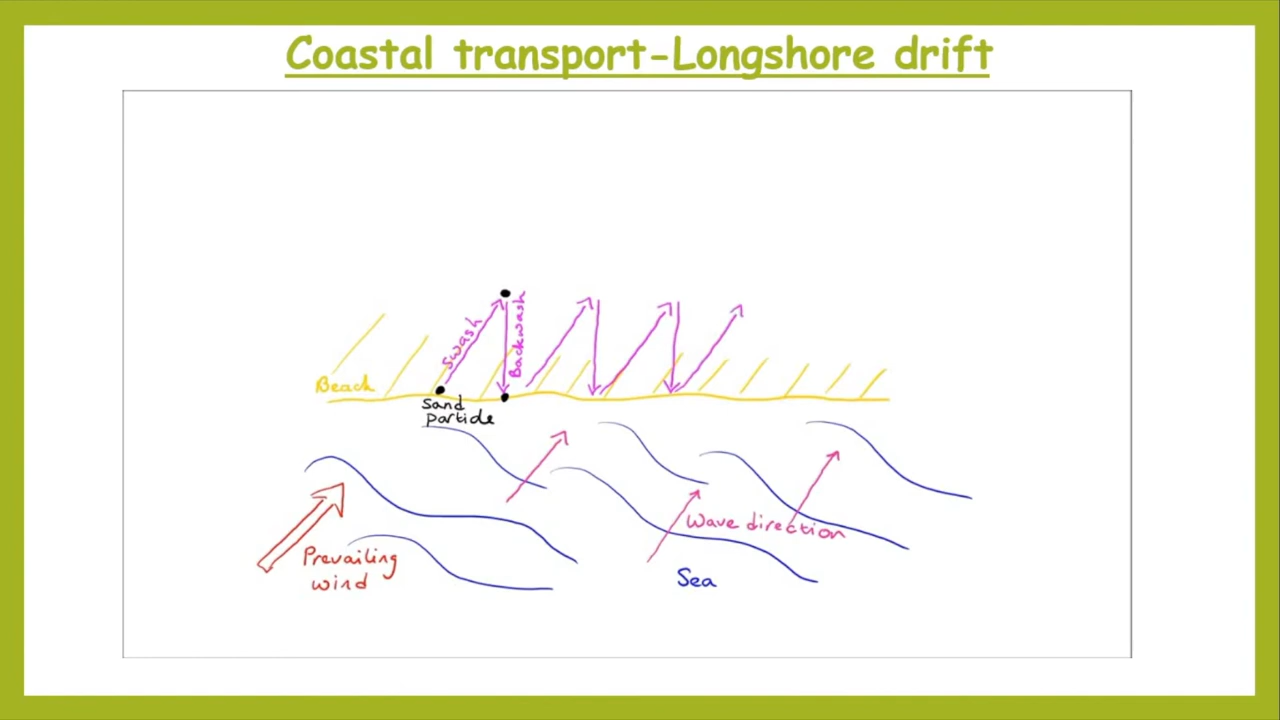 Coastal transport-Longshore drift
Swash
Backwash
Beach
Sand
particle
Wave direction
Prevailing
wind
Sea